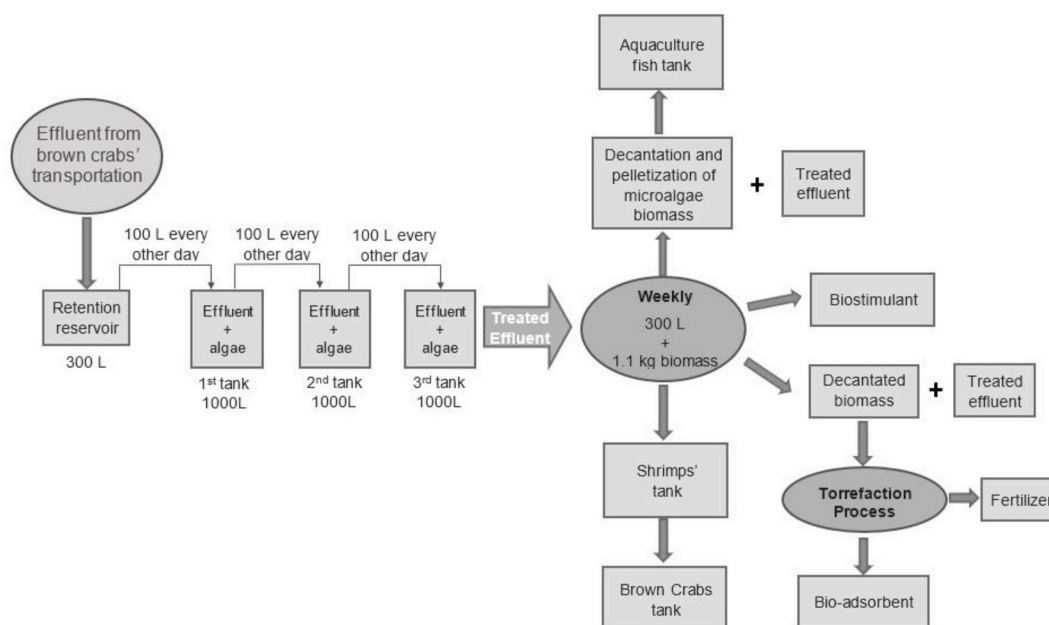 Aquaculture
fish tank
Effluent from
brown crabs'
transportation
Decantation and
pelletization of
microalgae
biomass
+
Treated
effluent
100 L every
other day
100 L every
other day
100 L every
other day
Retention
reservoir
300 L
Effluent
+
algae
1st tank
1000L
Effluent
+
algae
2nd tank
1000L
Effluent
+
algae
3rd tank
1000L
Treated
Effluent
Weekly
300 L
+
1.1 kg biomass
Biostimulant
Decantated
biomass
+
Treated
effluent
Shrimps'
tank
Torrefaction
Process
Fertilizer
Brown Crabs
tank
Bio-adsorbent